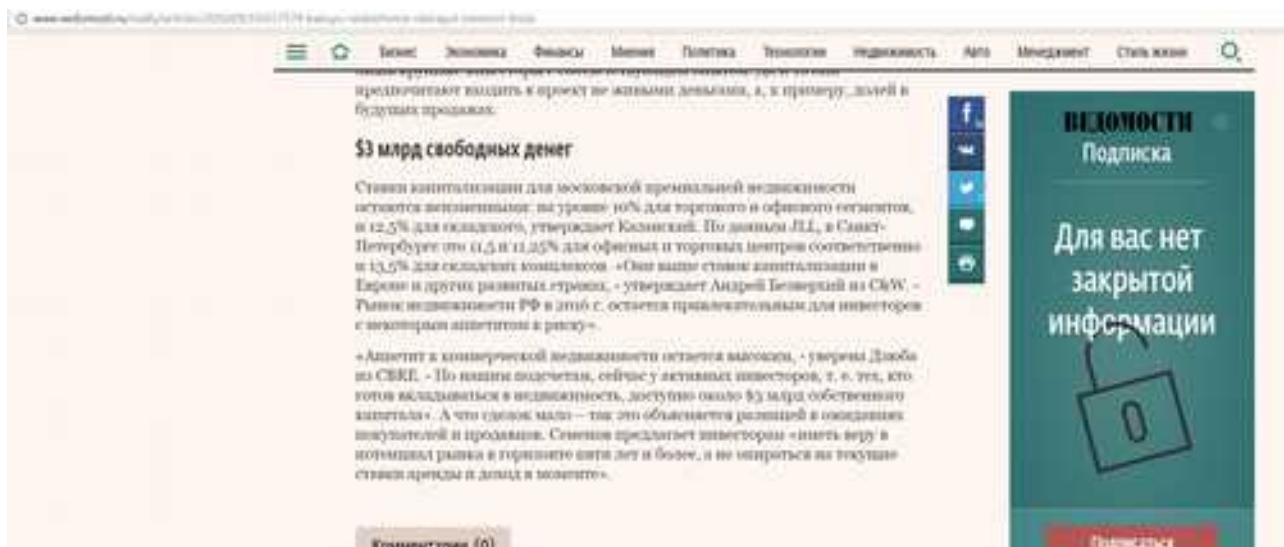 Бизнес Экономика Финансы Мнения Политика Технологии Недвижимость Авто Менеджмент Стиль жизни
предпочитают входить в проект не живыми деньгами, а, к примеру, долей в
будущих продажах.
$3 млрд свободных денег
Ставки капитализации для московской премиальной недвижимости
остаются неизменными: на уровне 10% для торгового и офисного сегментов,
и 12,5% для складского, утверждает Казанский. По данным JLL, в Санкт-
Петербурге это 11,5 и 11,25% для офисных и торговых центров соответственно
и 13,5% для складских комплексов. «Они выше ставок капитализации в
Европе и других развитых странах, - утверждает Андрей Безверхий из C&W. -
Рынок недвижимости РФ в 2016 г. остается привлекательным для инвесторов
с некоторым аппетитом к риску».
«Аппетит к коммерческой недвижимости остается высоким, - уверена Дзюба
из CBRE. - По нашим подсчетам, сейчас у активных инвесторов, т. е. тех, кто
готов вкладываться в недвижимость, доступно около $3 млрд собственного
капитала». А что сделок мало – так это объясняется разницей в ожиданиях
покупателей и продавцов. Семенов предлагает инвесторам «иметь веру в
потенциал рынка в горизонте пяти лет и более, а не опираться на текущие
ставки аренды и доход в моменте».
Комментарии (0)
ВЕДОМОСТИ
Подписка
Для вас нет
закрытой
информации
Подписаться